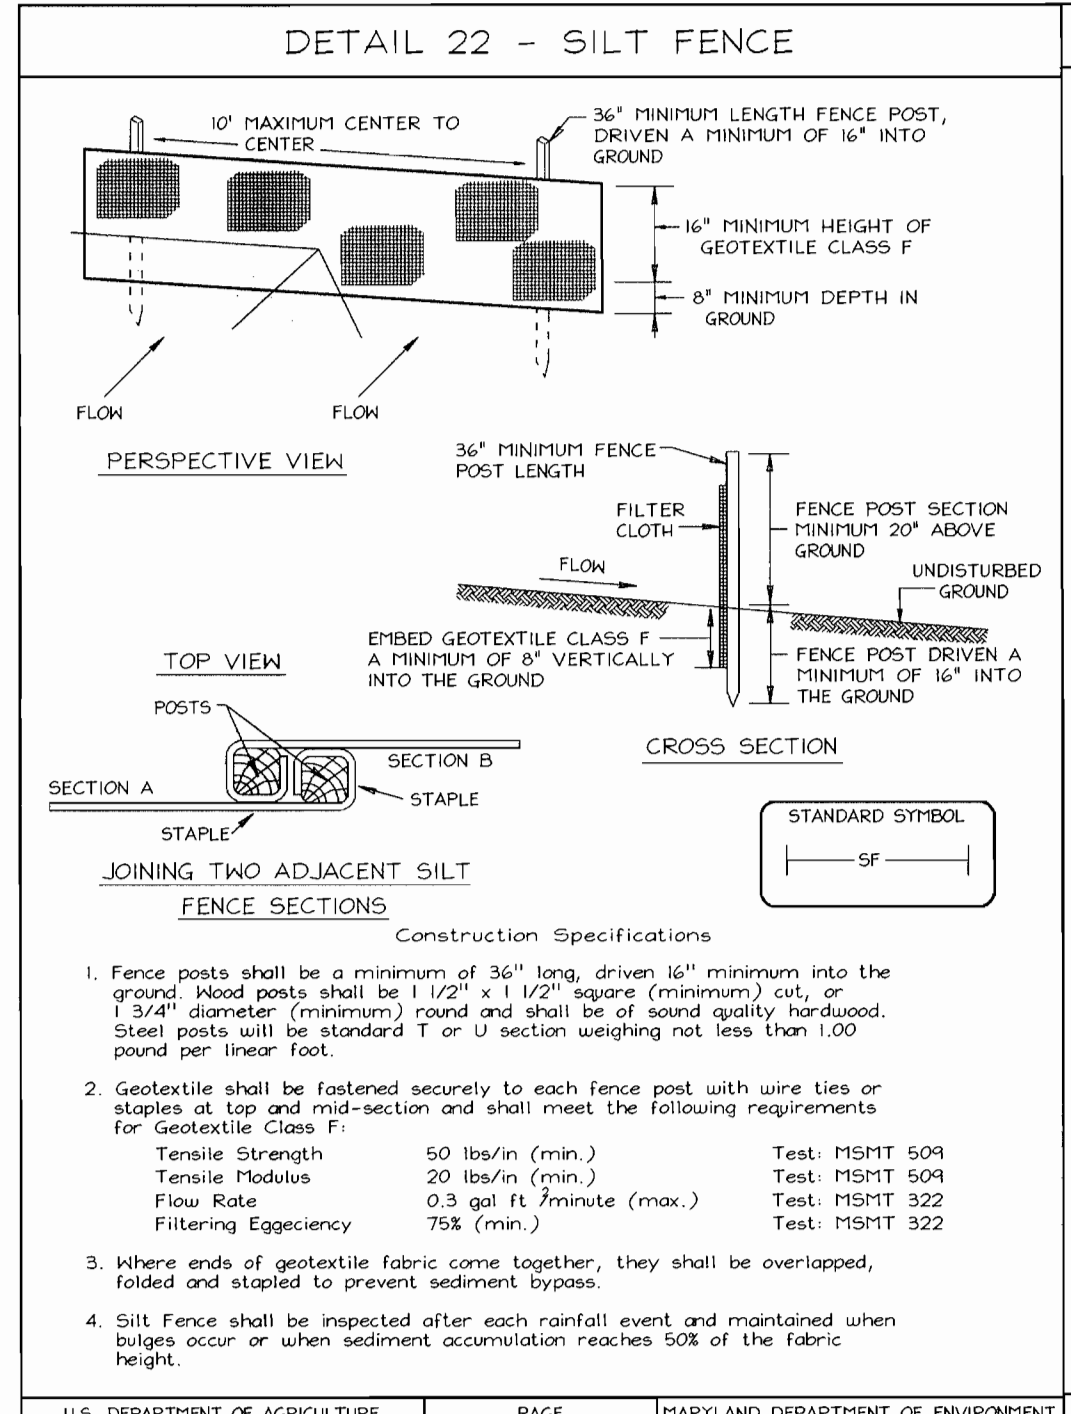 DETAIL 22 - SILT FENCE
10' MAXIMUM CENTER TO
CENTER
36" MINIMUM LENGTH FENCE POST,
DRIVEN A MINIMUM OF 16" INTO
GROUND
16" MINIMUM HEIGHT OF
GEOTEXTILE CLASS F
8" MINIMUM DEPTH IN
GROUND
FLOW
FLOW
PERSPECTIVE VIEW
36" MINIMUM FENCE
POST LENGTH
FILTER
CLOTH
FENCE POST SECTION
MINIMUM 20" ABOVE
GROUND
FLOW
UNDISTURBED
GROUND
EMBED GEOTEXTILE CLASS F
A MINIMUM OF 8" VERTICALLY
INTO THE GROUND
FENCE POST DRIVEN A
MINIMUM OF 16" INTO
THE GROUND
CROSS SECTION
TOP VIEW
POSTS
SECTION B
SECTION A
STAPLE
STAPLE
JOINING TWO ADJACENT SILT
FENCE SECTIONS
STANDARD SYMBOL
SF
Construction Specifications
1. Fence posts shall be a minimum of 36" long, driven 16" minimum into the
ground. Wood posts shall be 1 1/2" x 1 1/2" square (minimum) cut, or
1 3/4" diameter (minimum) round and shall be of sound quality hardwood.
Steel posts will be standard T or U section weighing not less than 1.00
pound per linear foot.
2. Geotextile shall be fastened securely to each fence post with wire ties or
staples at top and mid-section and shall meet the following requirements
for Geotextile Class F:
Tensile Strength 50 lbs/in (min.) Test: MSMT 509
Tensile Modulus 20 lbs/in (min.) Test: MSMT 509
Flow Rate 0.3 gal ft ²/minute (max.) Test: MSMT 322
Filtering Eggeciency 75% (min.) Test: MSMT 322
3. Where ends of geotextile fabric come together, they shall be overlapped,
folded and stapled to prevent sediment bypass.
4. Silt Fence shall be inspected after each rainfall event and maintained when
bulges occur or when sediment accumulation reaches 50% of the fabric
height.
U.S. DEPARTMENT OF AGRICULTURE PAGE MARYLAND DEPARTMENT OF ENVIRONMENT